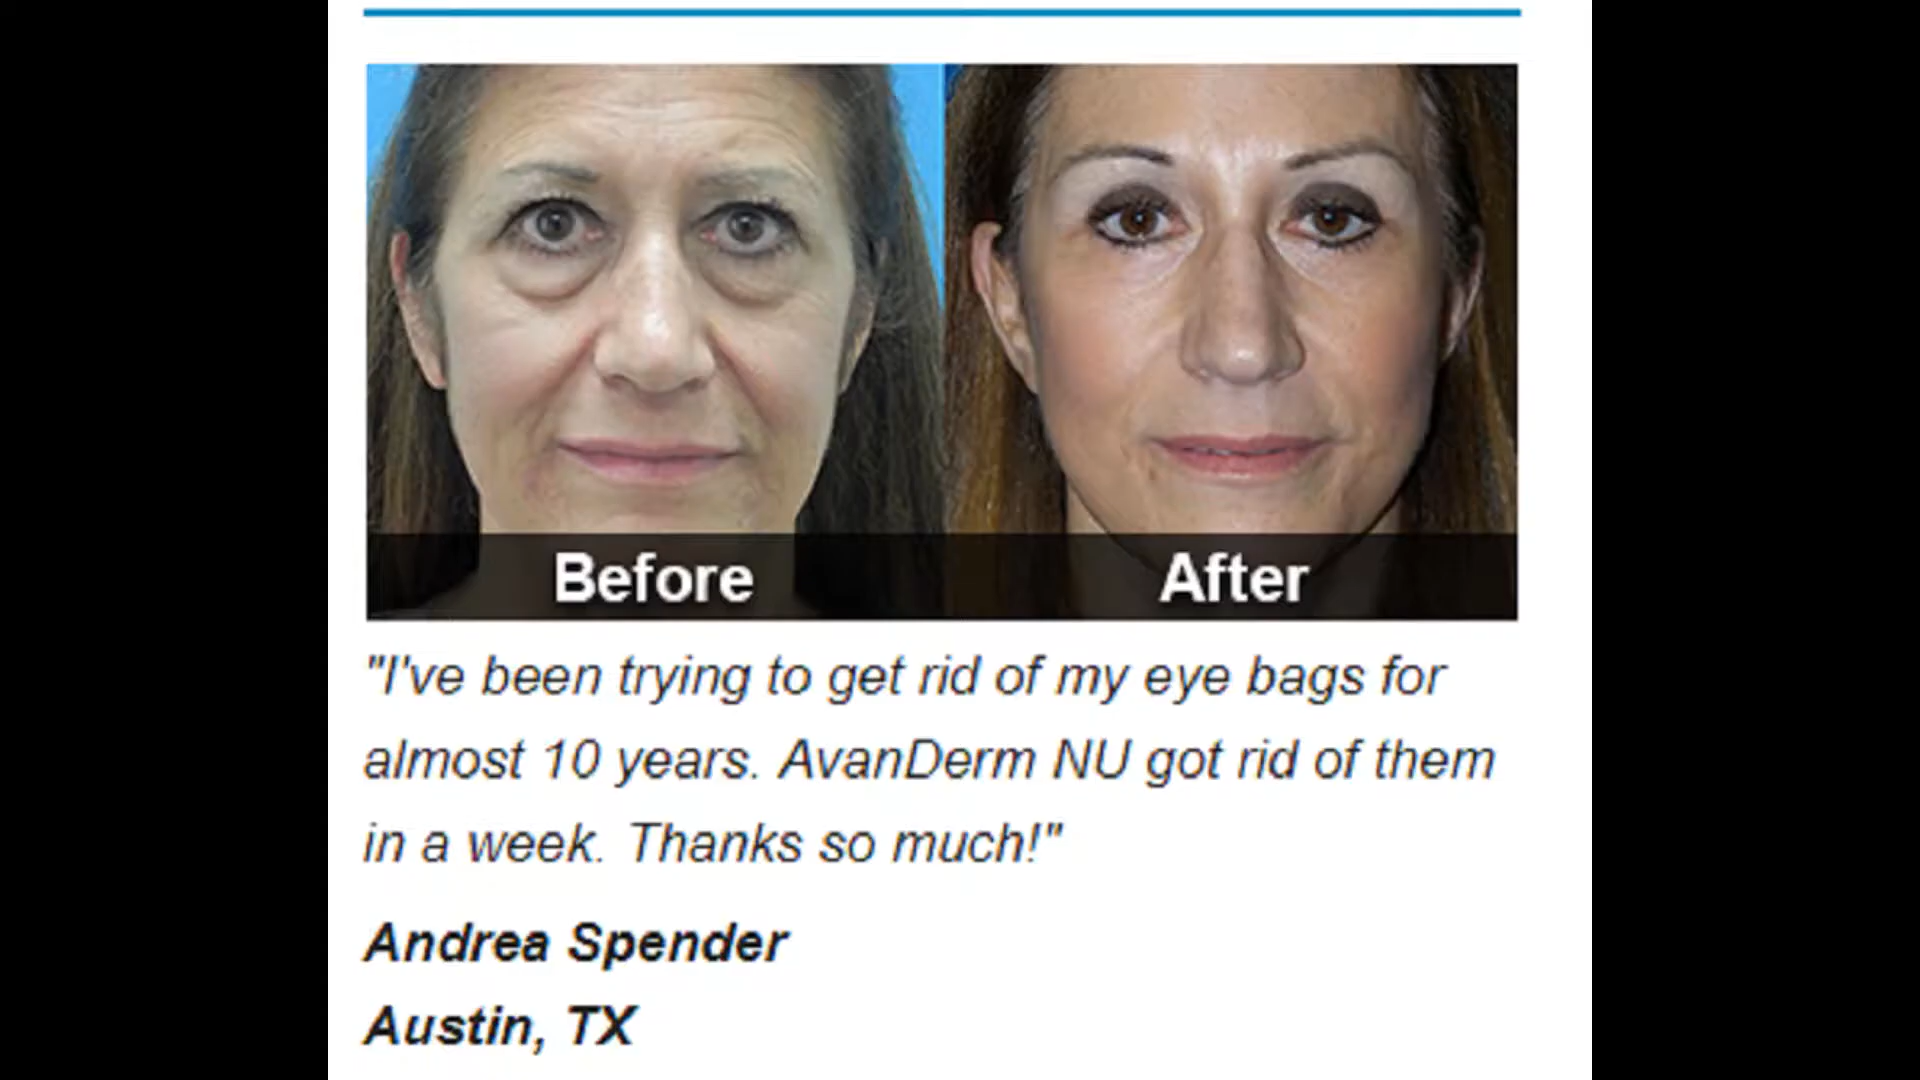 Before
After
"I've been trying to get rid of my eye bags for
almost 10 years. AvanDerm NU got rid of them
in a week. Thanks so much!"
Andrea Spender
Austin, TX